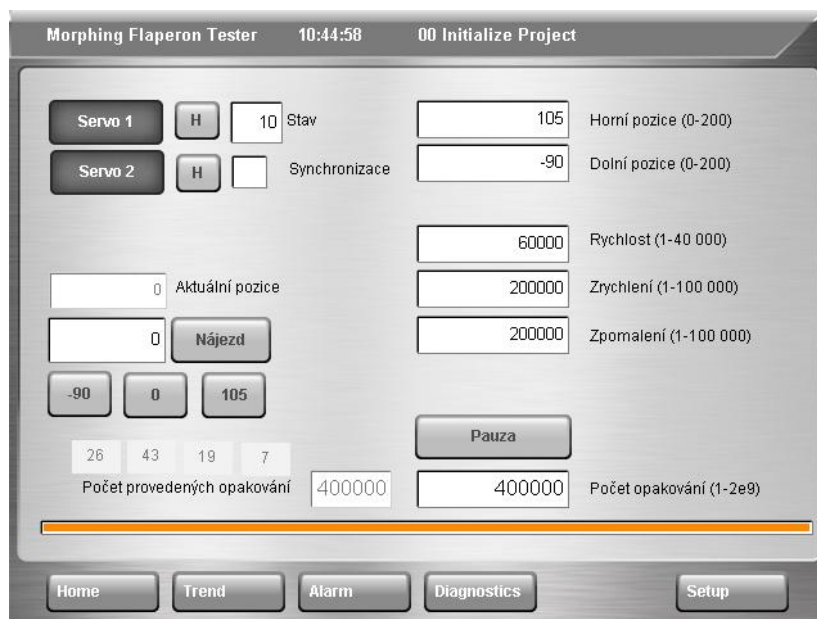 Morphing Flaperon Tester 10:44:58 00 Initialize Project
Servo 1 H 10 Stav
105 Horní pozice (0-200)
Servo 2 H Synchronizace
-90 Dolní pozice (0-200)
60000 Rychlost (1-40 000)
0 Aktuální pozice
200000 Zrychlení (1-100 000)
0 Nájezd
200000 Zpomalení (1-100 000)
-90 0 105
Pauza
26 43 19 7
Počet provedených opakování 400000
400000 Počet opakování (1-2e9)
Home Trend Alarm Diagnostics Setup